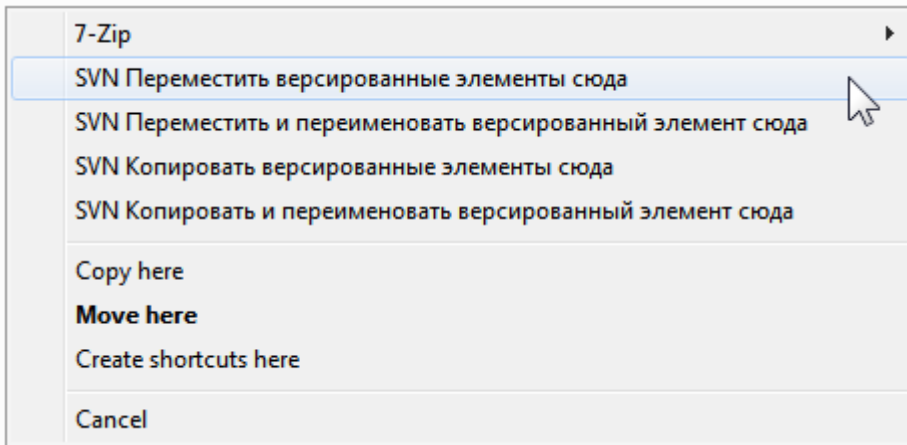 7-Zip
SVN Переместить версированные элементы сюда
SVN Переместить и переименовать версированный элемент сюда
SVN Копировать версированные элементы сюда
SVN Копировать и переименовать версированный элемент сюда
Copy here
Move here
Create shortcuts here
Cancel